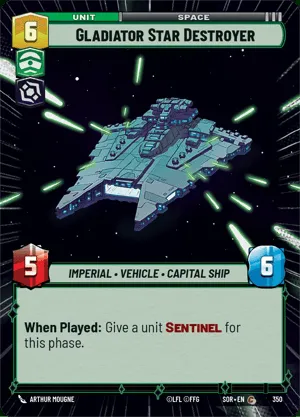 UNIT
SPACE
6
GLADIATOR STAR DESTROYER
5
6
IMPERIAL • VEHICLE • CAPITAL SHIP
When Played: Give a unit SENTINEL for
this phase.
ARTHUR MOUGNE
©LFL ©FFG
SOR • EN
C
350